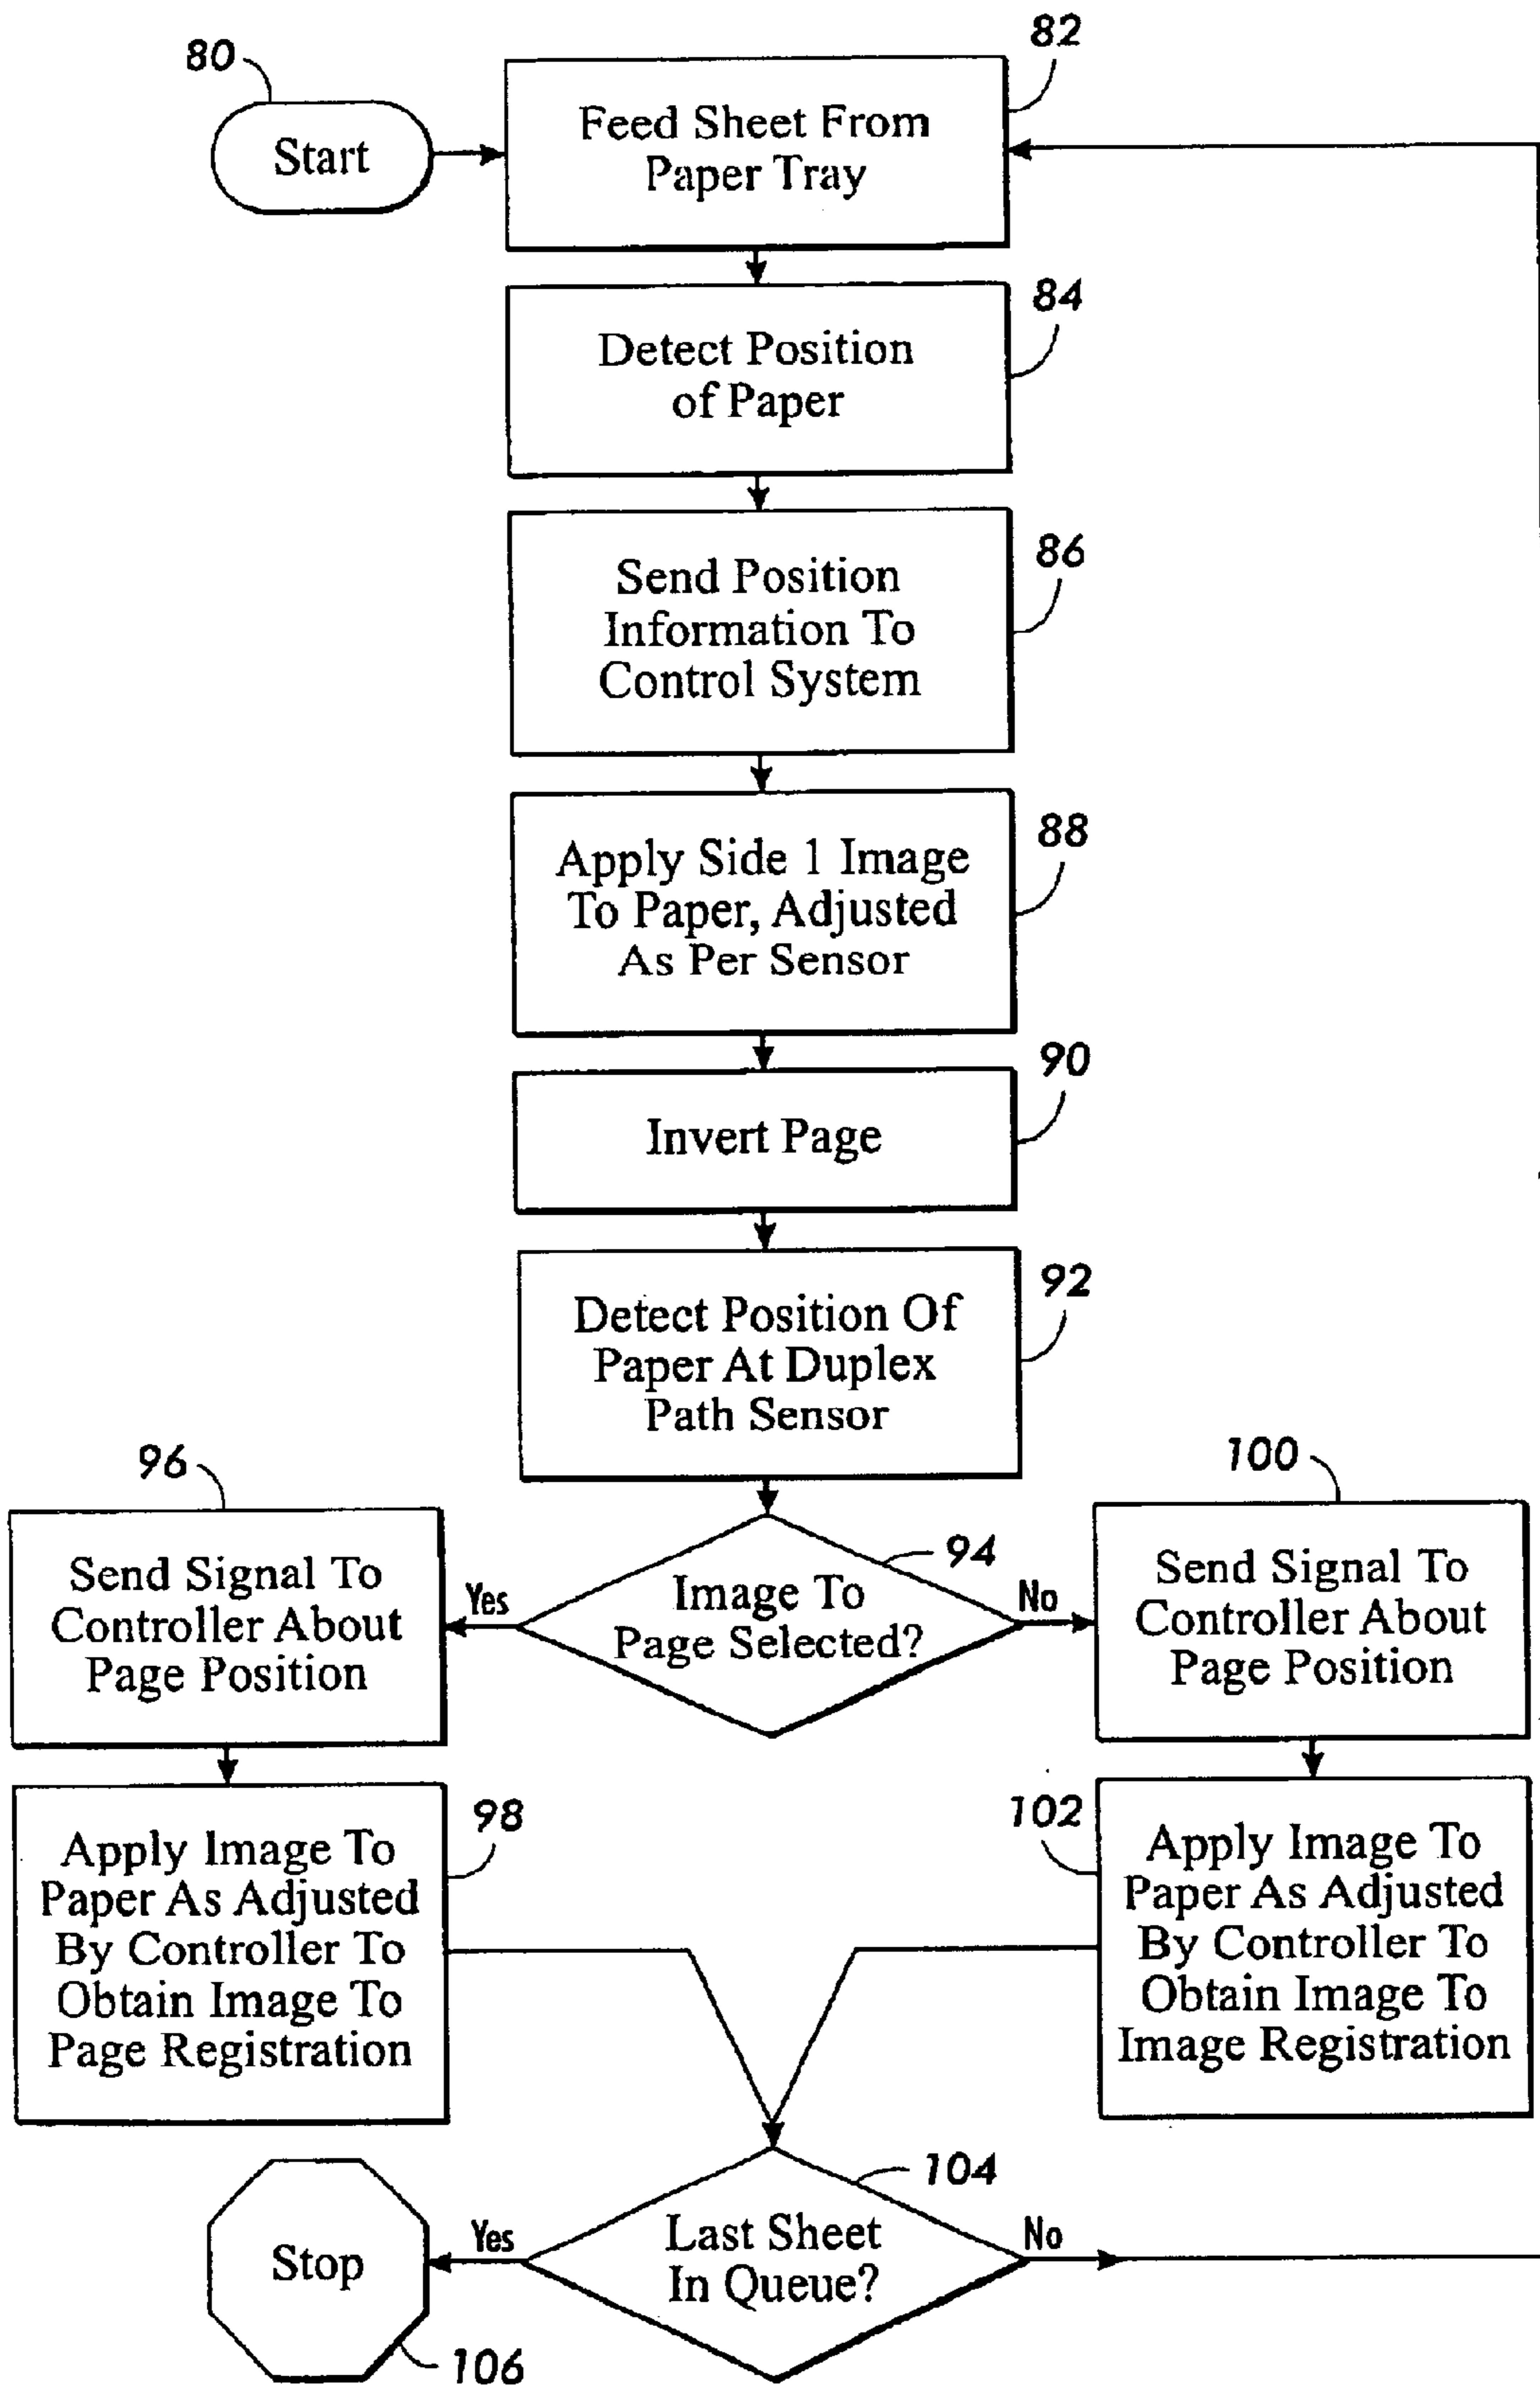 80
Start
82
Feed Sheet From
Paper Tray
84
Detect Position
of Paper
86
Send Position
Information To
Control System
88
Apply Side 1 Image
To Paper, Adjusted
As Per Sensor
90
Invert Page
92
Detect Position Of
Paper At Duplex
Path Sensor
94
Image To
Page Selected?
Yes
No
96
Send Signal To
Controller About
Page Position
100
Send Signal To
Controller About
Page Position
98
Apply Image To
Paper As Adjusted
By Controller To
Obtain Image To
Page Registration
102
Apply Image To
Paper As Adjusted
By Controller To
Obtain Image To
Image Registration
104
Last Sheet
In Queue?
Yes
No
Stop
106